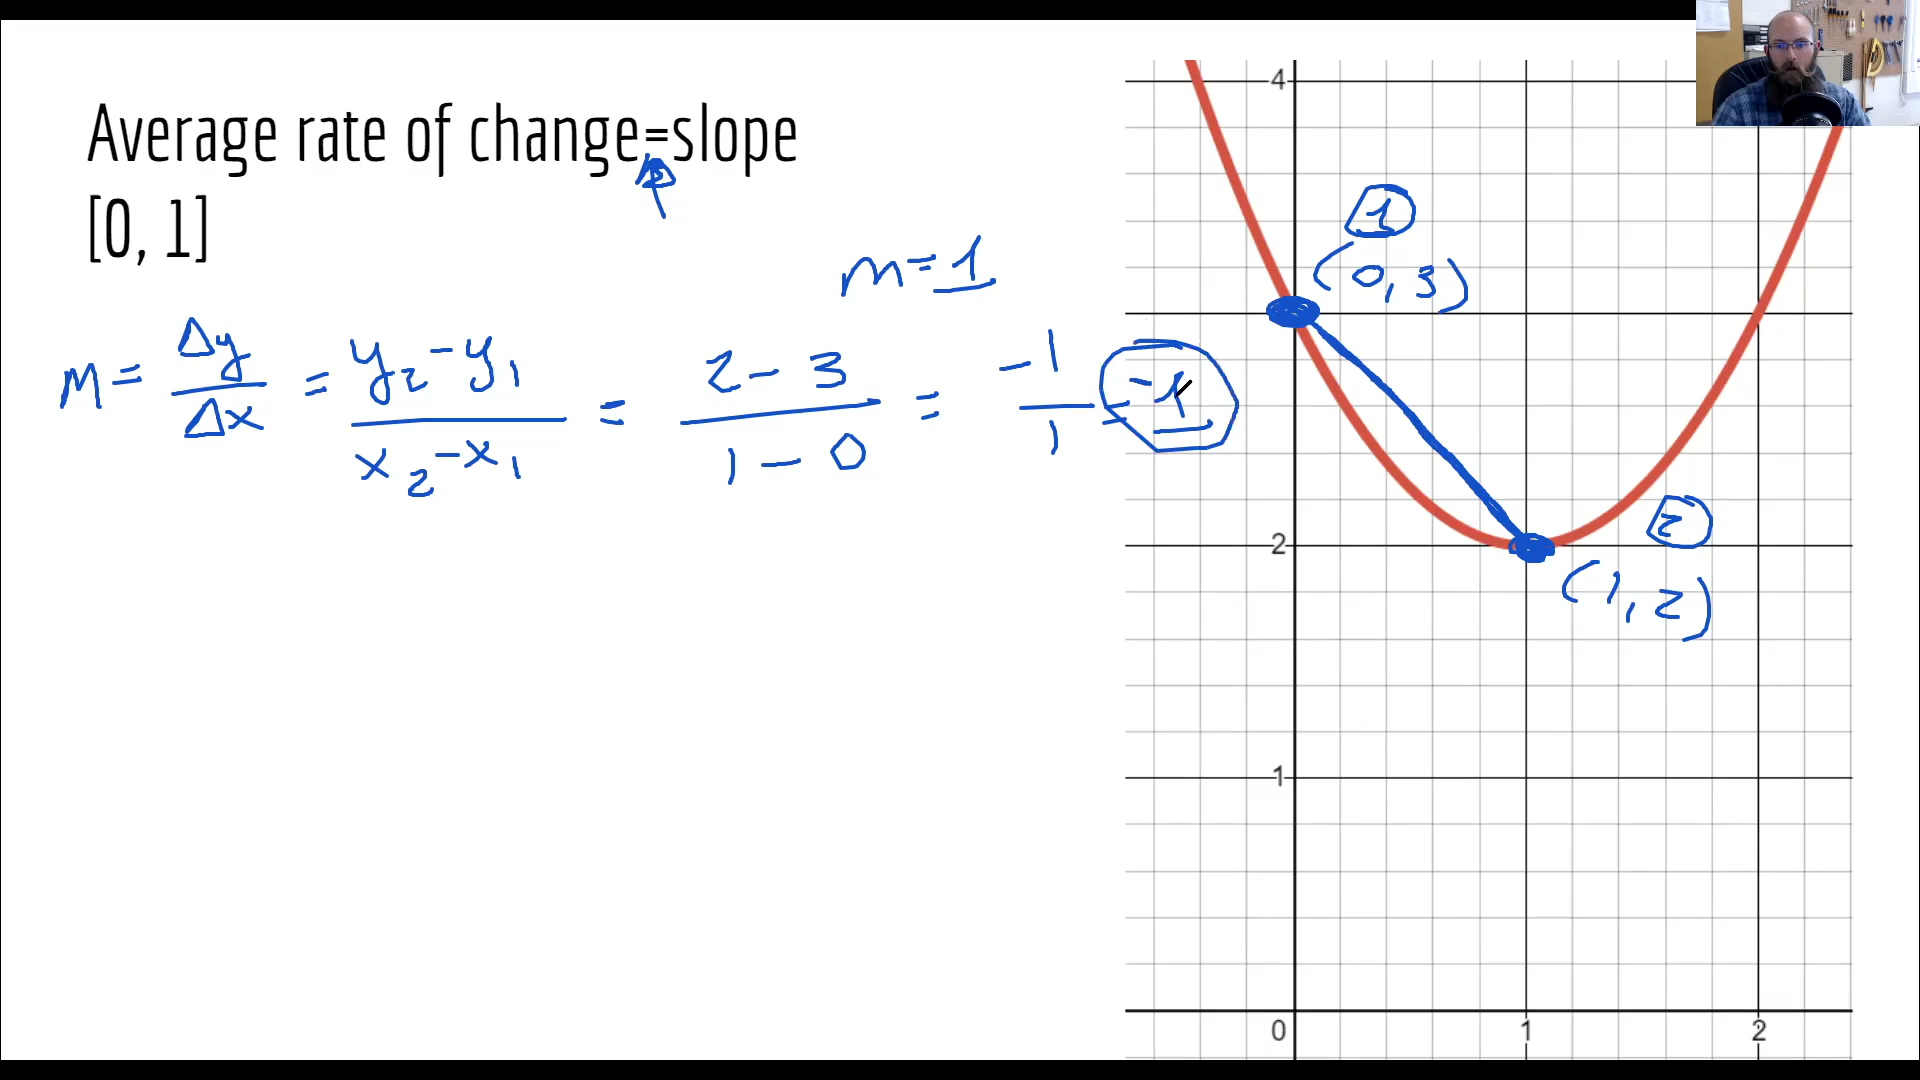 Average rate of change=slope
[0, 1]
m=1
m = Δy/Δx = y₂-y₁/x₂-x₁ = 2-3/1-0 = -1/1 = -1
4
1
(0, 3)
2
2
(1, 2)
1
0 1 2